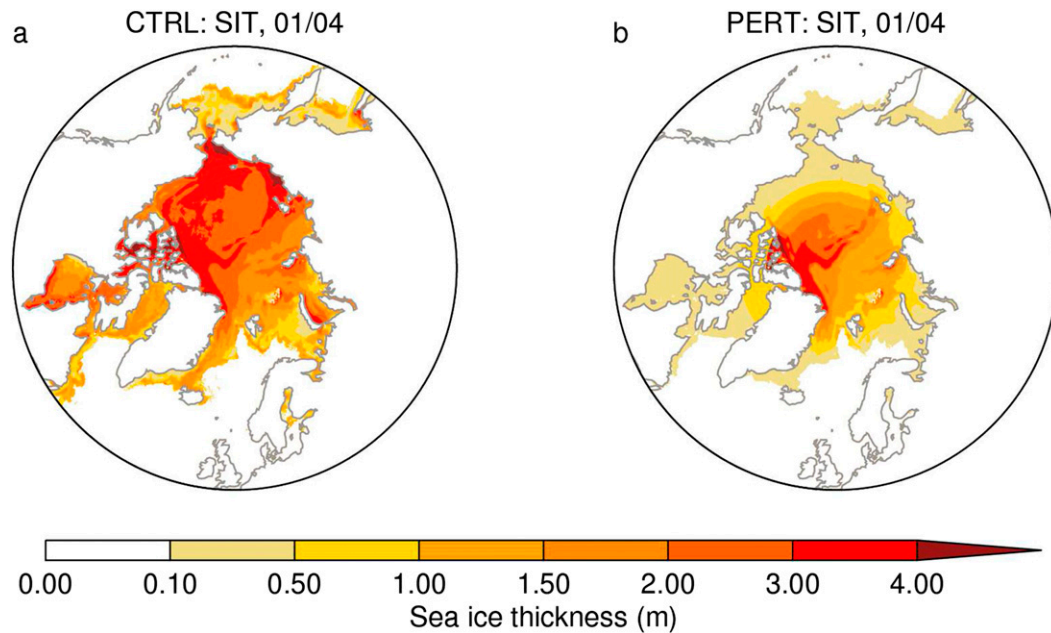 a
CTRL: SIT, 01/04
b
PERT: SIT, 01/04
0.00 0.10 0.50 1.00 1.50 2.00 3.00 4.00
Sea ice thickness (m)